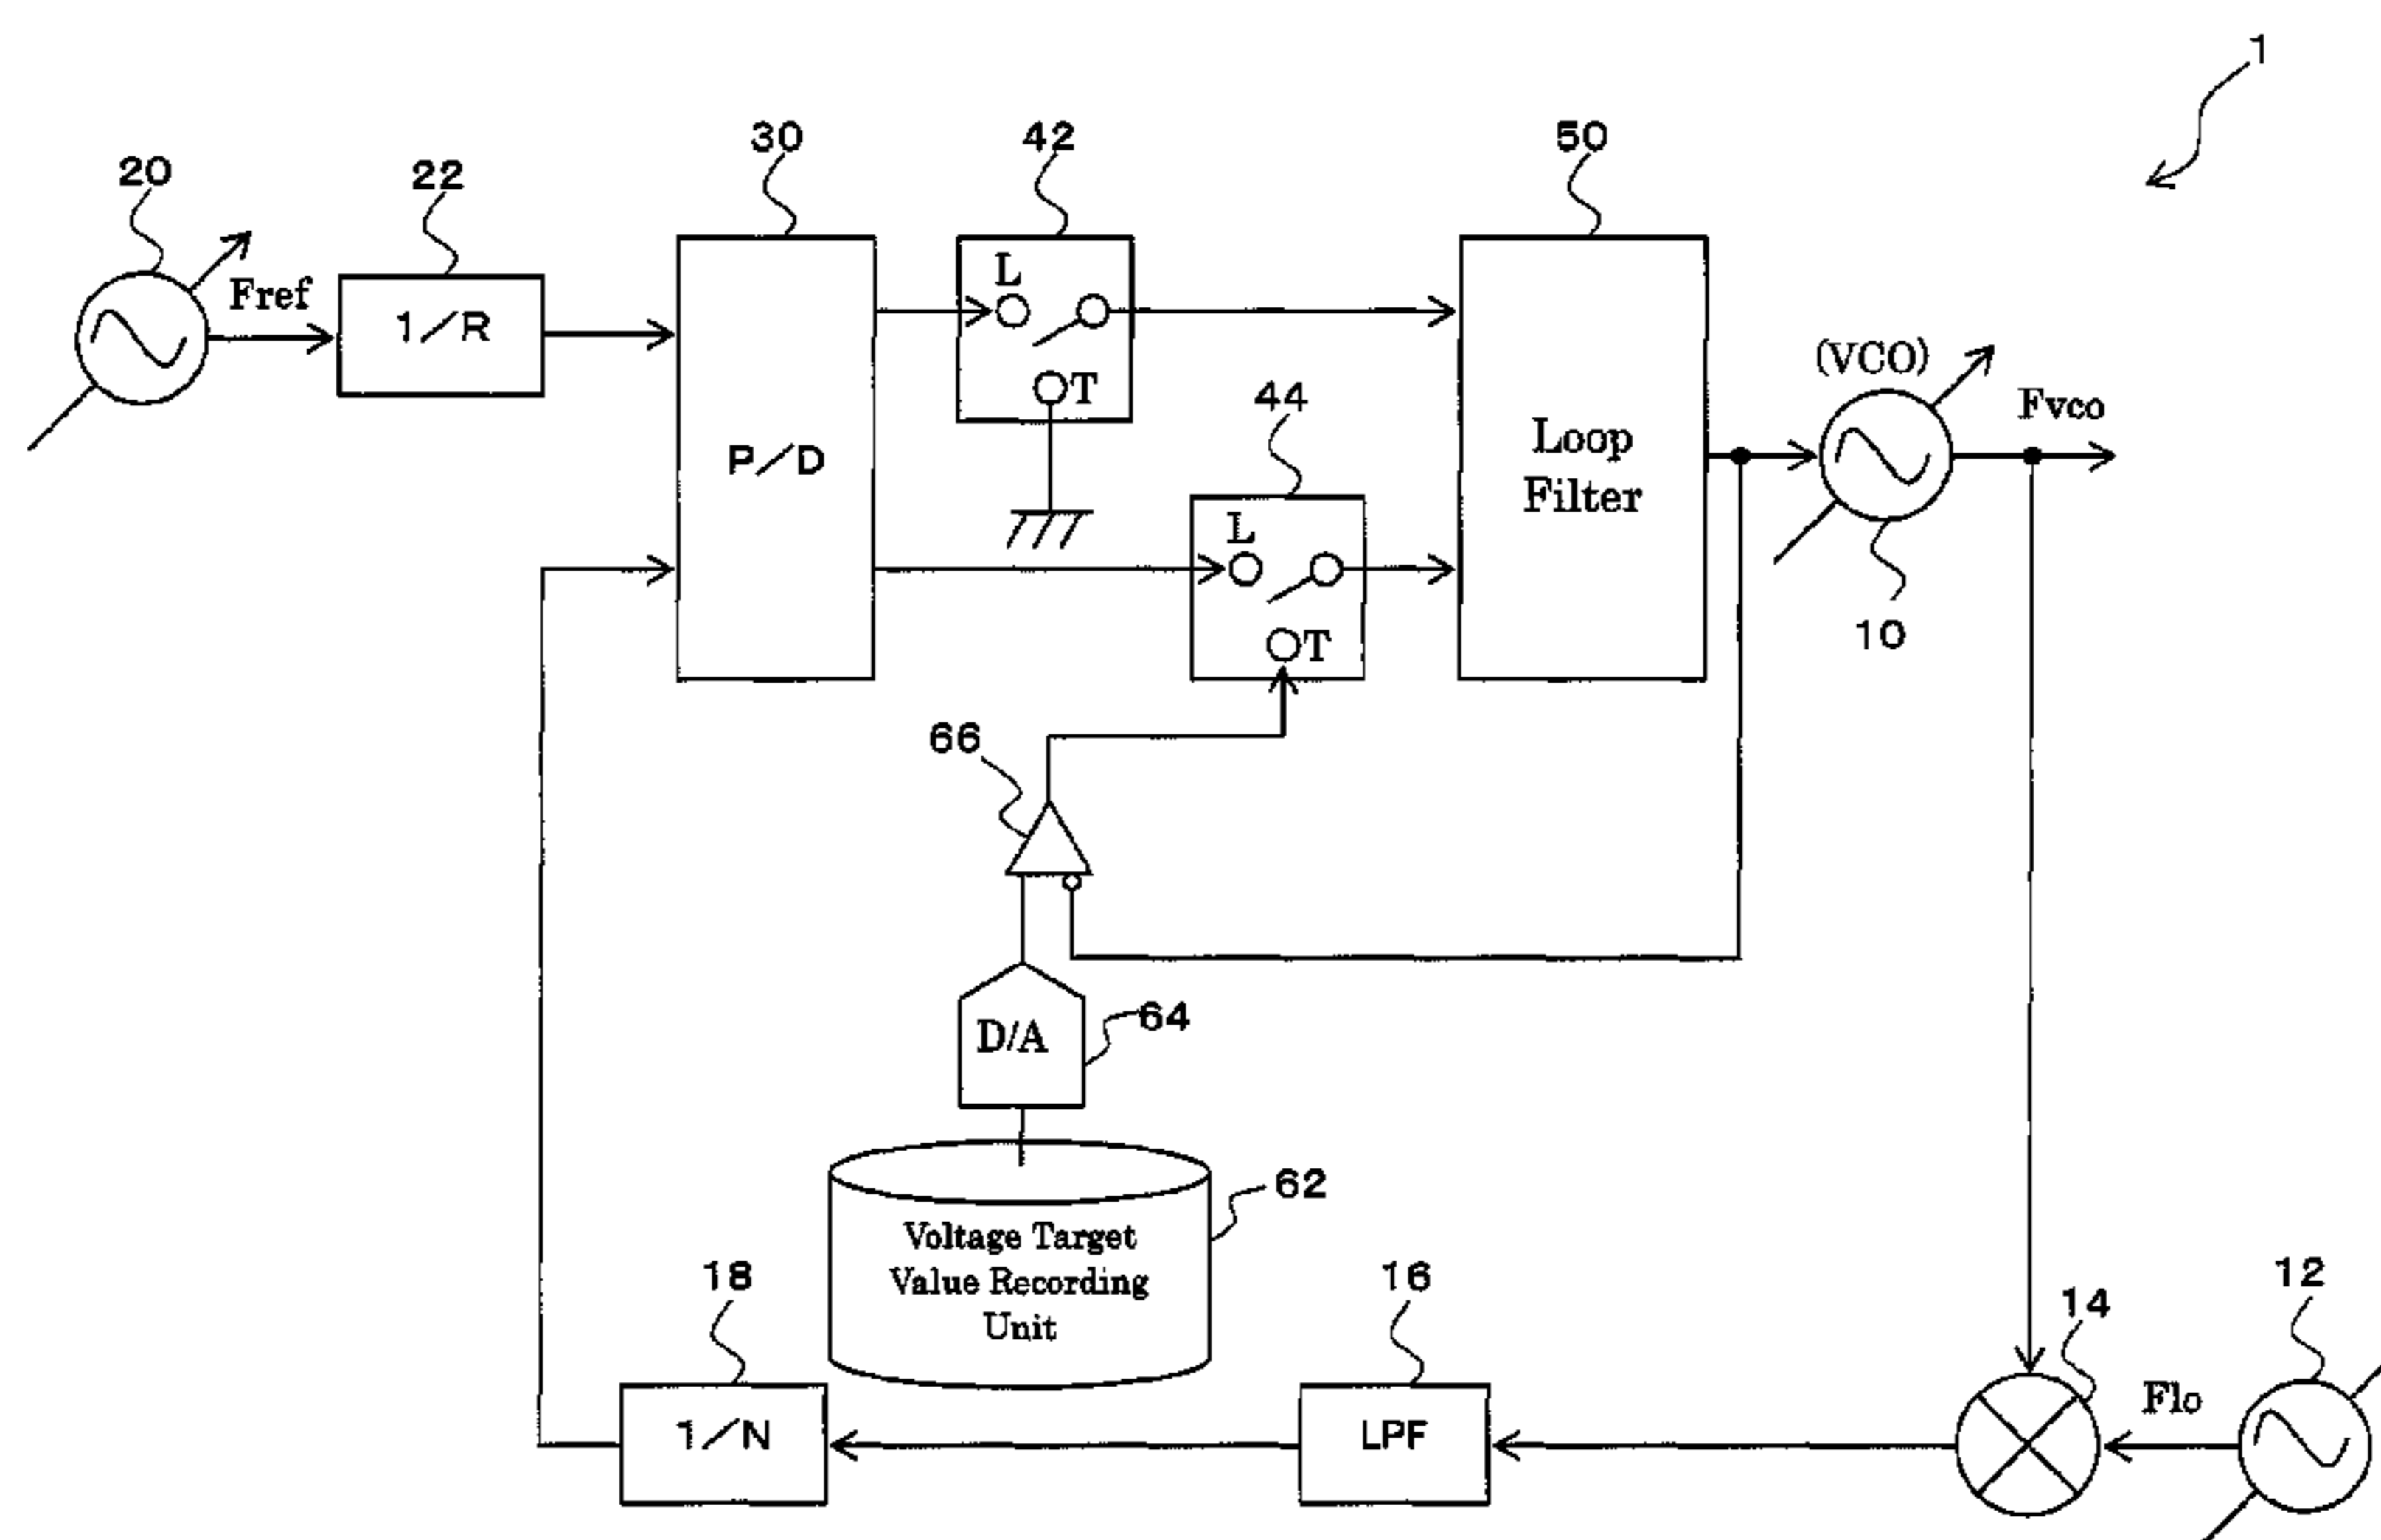 1
30
42
50
20
22
Fref
1/R
L
T
(VCO)
Fvco
44
P/D
Loop
Filter
L
T
10
66
D/A
64
62
Voltage Target
Value Recording
Unit
18
16
12
14
Flo
1/N
LPF